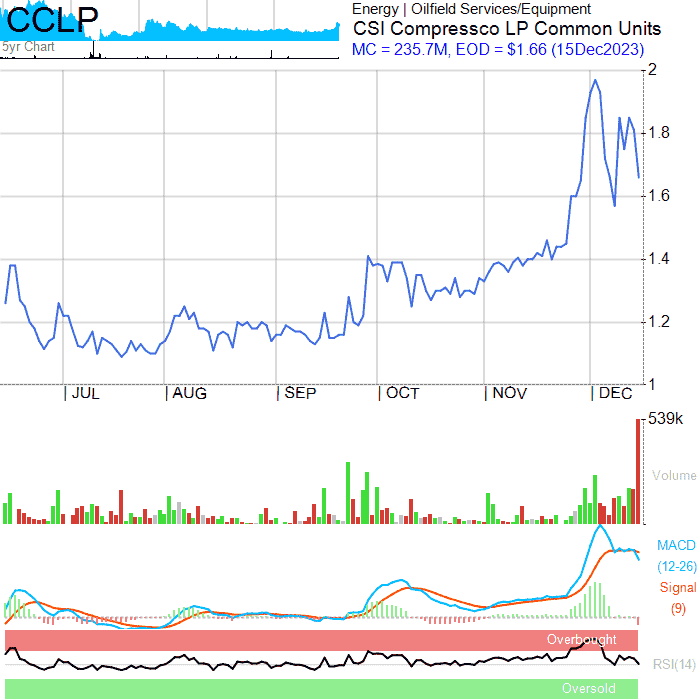 CCLP
5yr Chart
Energy | Oilfield Services/Equipment
CSI Compressco LP Common Units
MC = 235.7M, EOD = $1.66 (15Dec2023)
2
1.8
1.6
1.4
1.2
1
| JUL | AUG | SEP | OCT | NOV | DEC
539k
Volume
MACD
(12-26)
Signal
(9)
Overbought
RSI(14)
Oversold